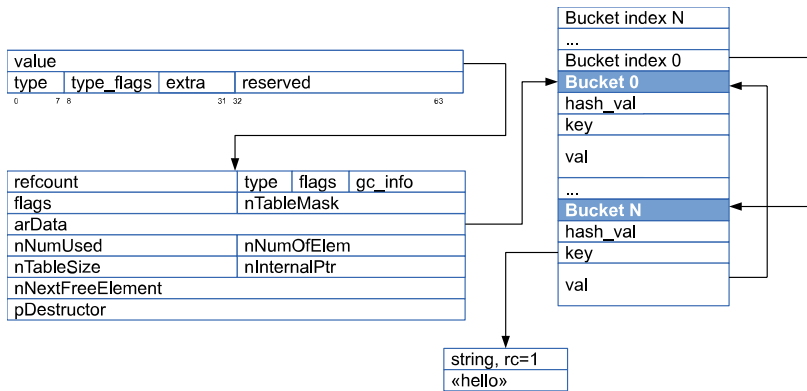 value
type type_flags extra reserved
0 7 8 31 32 63
refcount type flags gc_info
flags nTableMask
arData
nNumUsed nNumOfElem
nTableSize nInternalPtr
nNextFreeElement
pDestructor
Bucket index N
...
Bucket index 0
Bucket 0
hash_val
key
val
...
Bucket N
hash_val
key
val
string, rc=1
«hello»